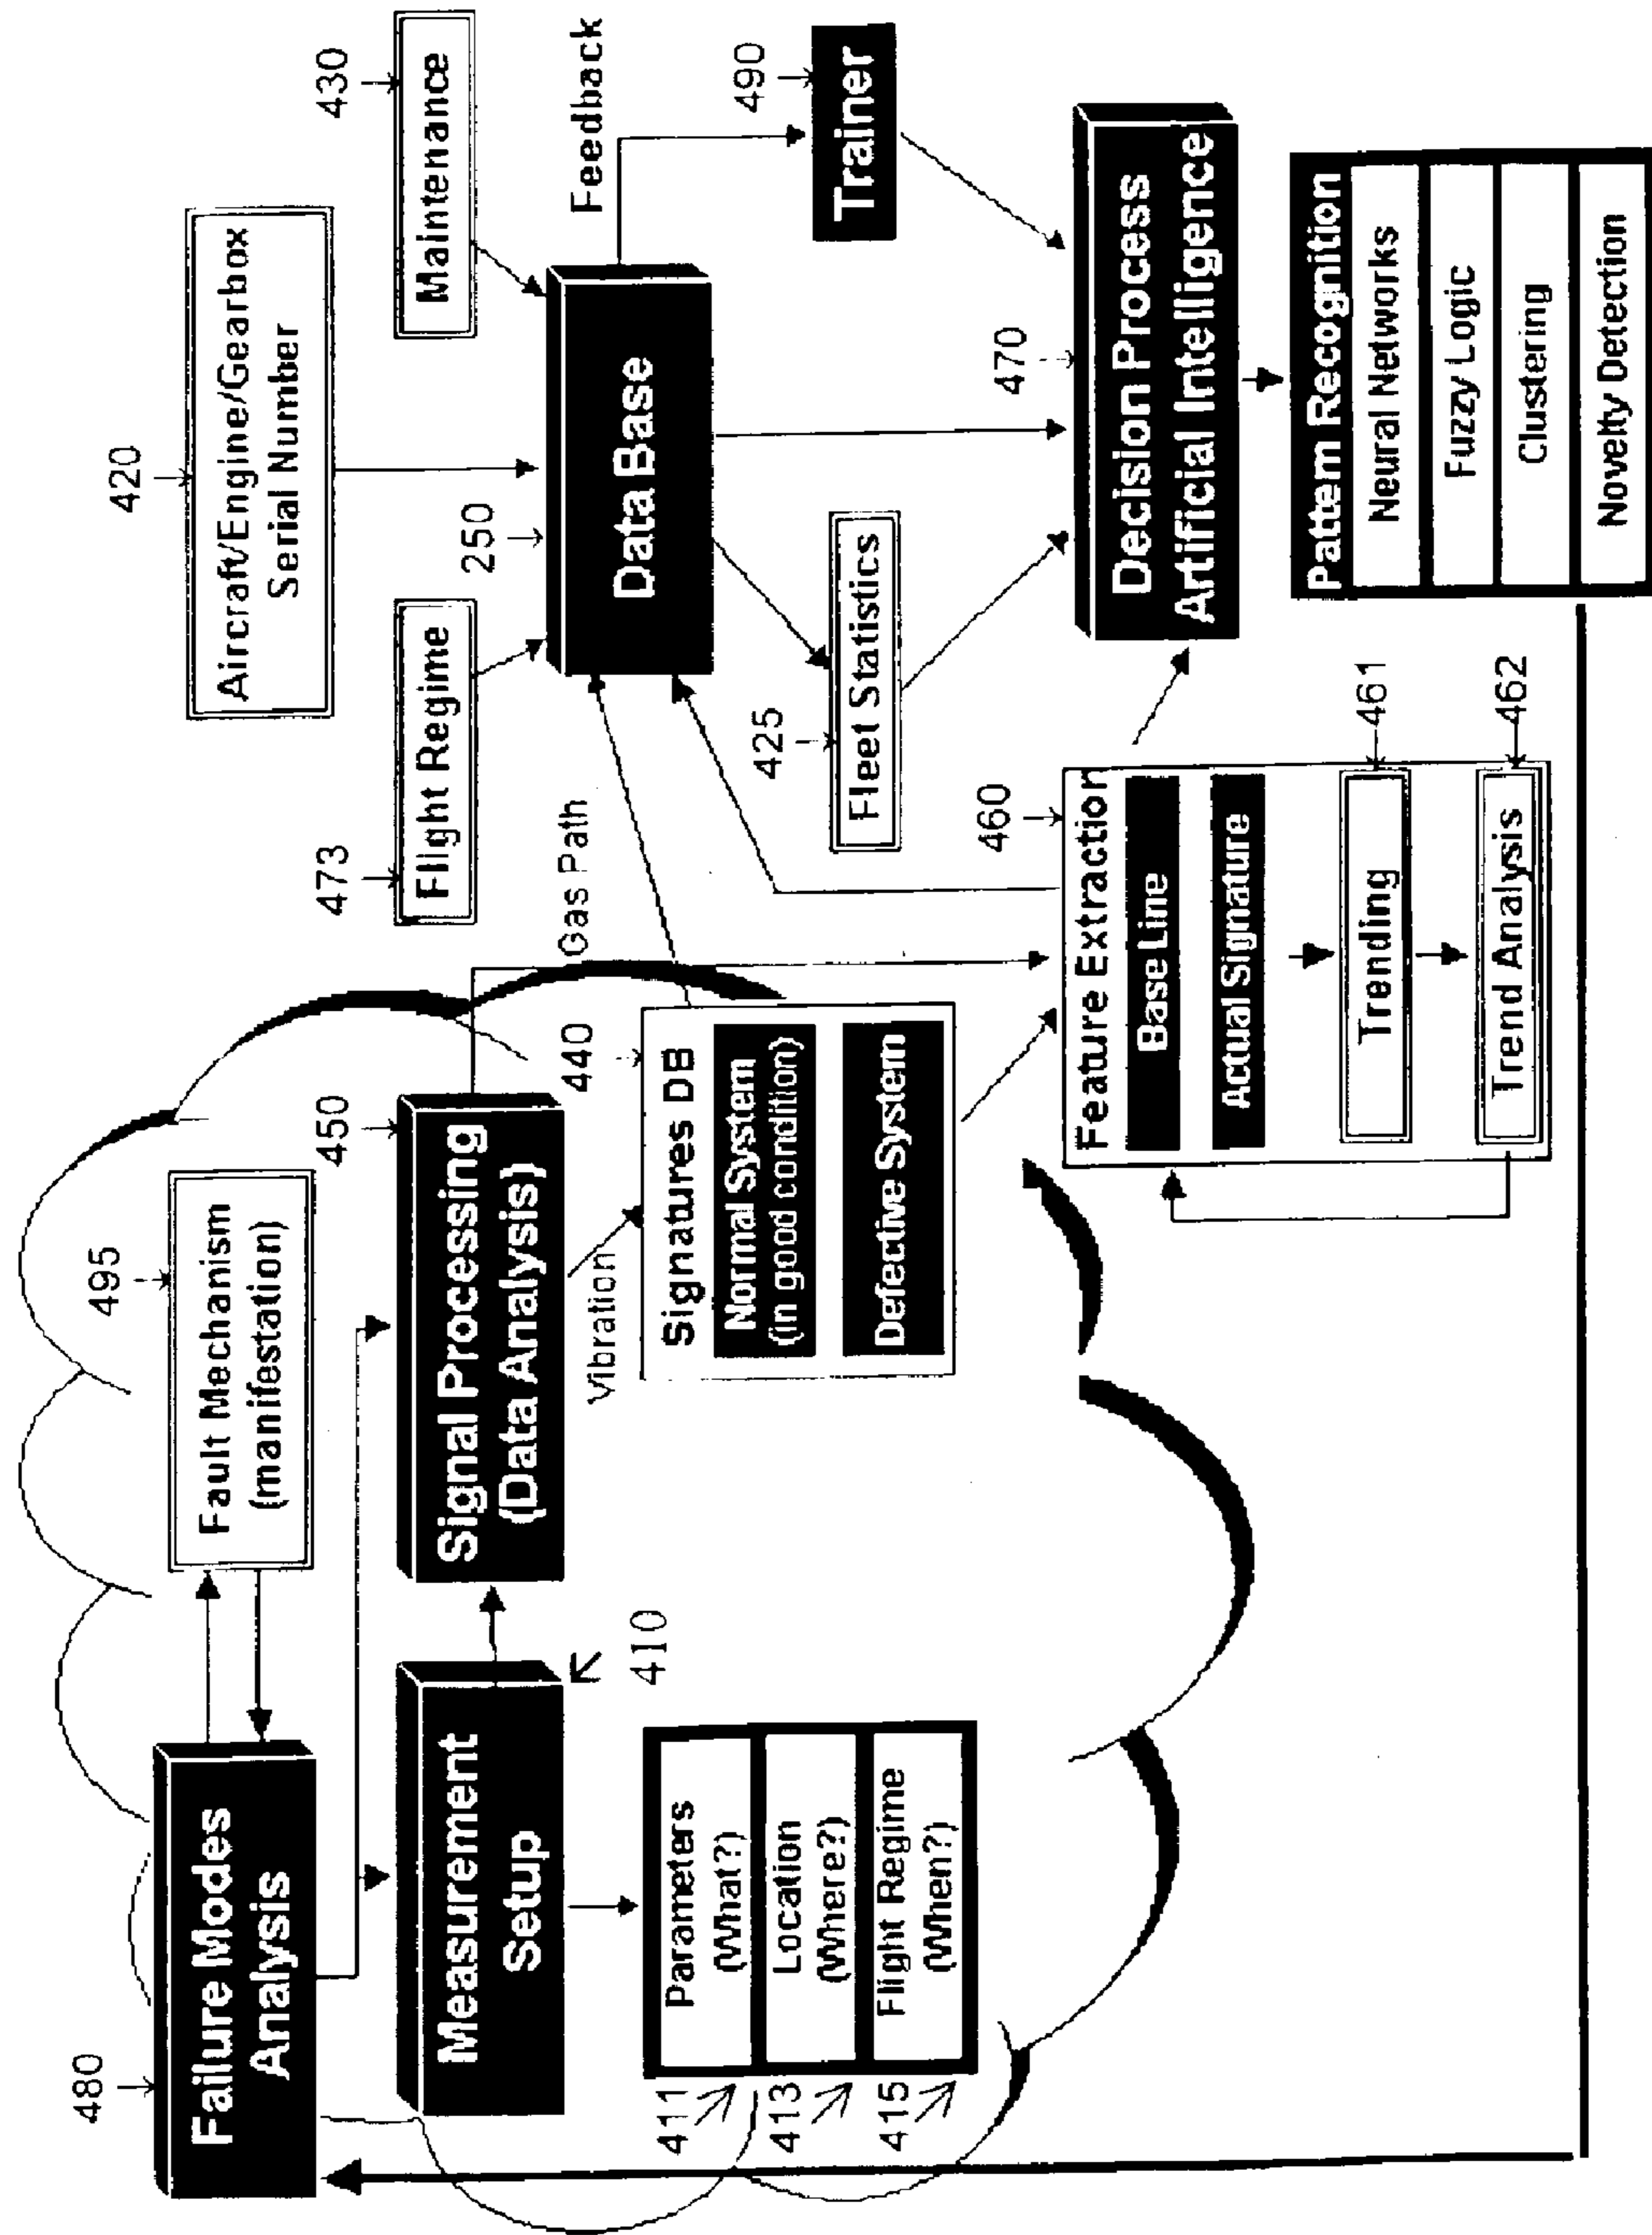 480
Failure Modes
Analysis
495
Fault Mechanism
(manifestation)
420
Aircraft/Engine/Gearbox
Serial Number
Measurement
Setup
410
450
Signal Processing
(Data Analysis)
473
Flight Regime
430
Maintenance
Gas Path
250
Data Base
Feedback
Vibration
440
Signatures DB
Normal System
(in good condition)
Defective System
411
Parameters
(What?)
413
Location
(Where?)
415
Flight Regime
(When?)
425
Fleet Statistics
490
Trainer
460
Feature Extraction
Base Line
Actual Signature
Trending
461
Trend Analysis
462
470
Decision Process
Artificial Intelligence
Pattern Recognition
Neural Networks
Fuzzy Logic
Clustering
Novelty Detection